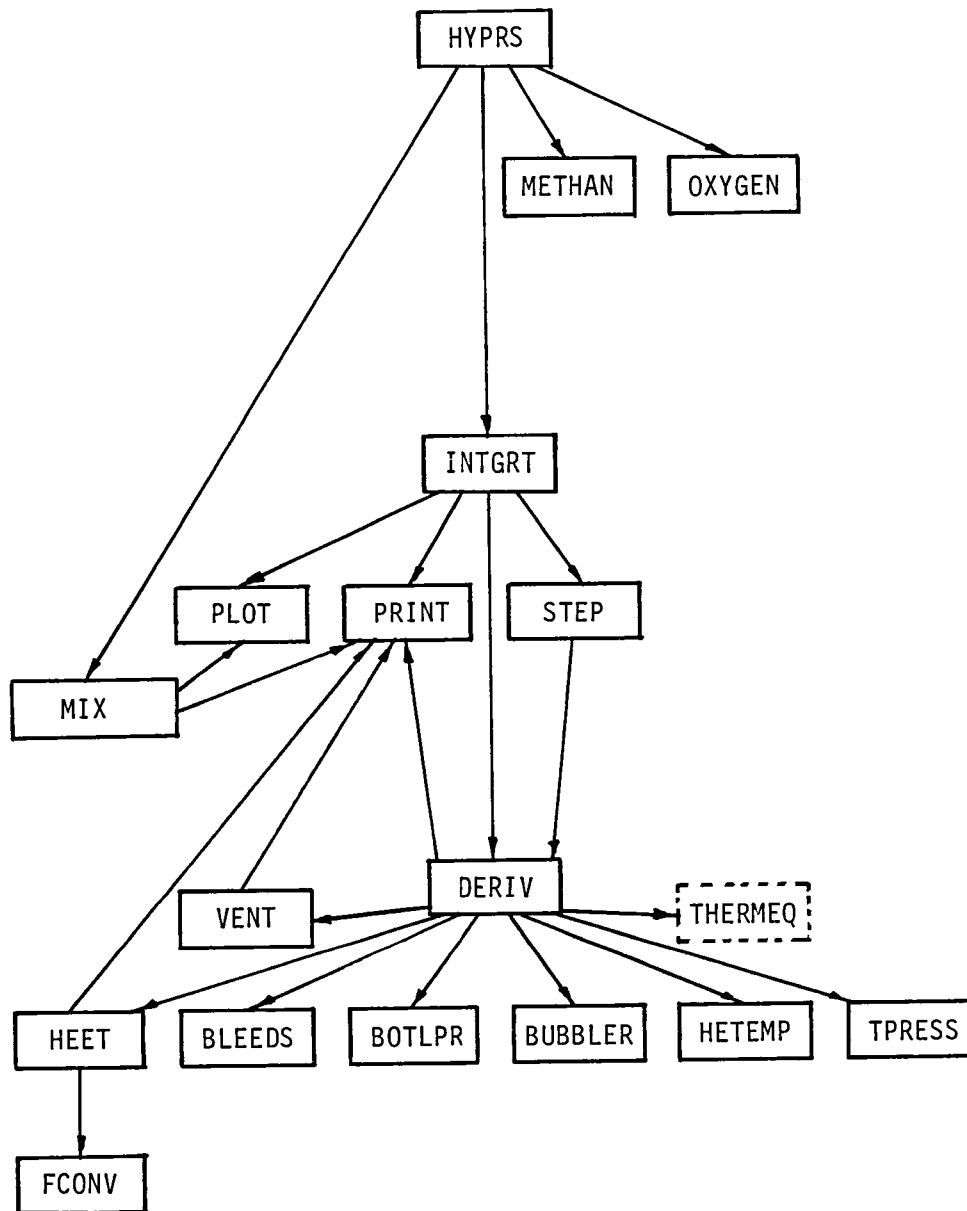 HYPRS
METHAN
OXYGEN
INTGRT
PLOT
PRINT
STEP
MIX
DERIV
VENT
THERMEQ
HEET
BLEEDS
BOTLPR
BUBBLER
HETEMP
TPRESS
FCONV